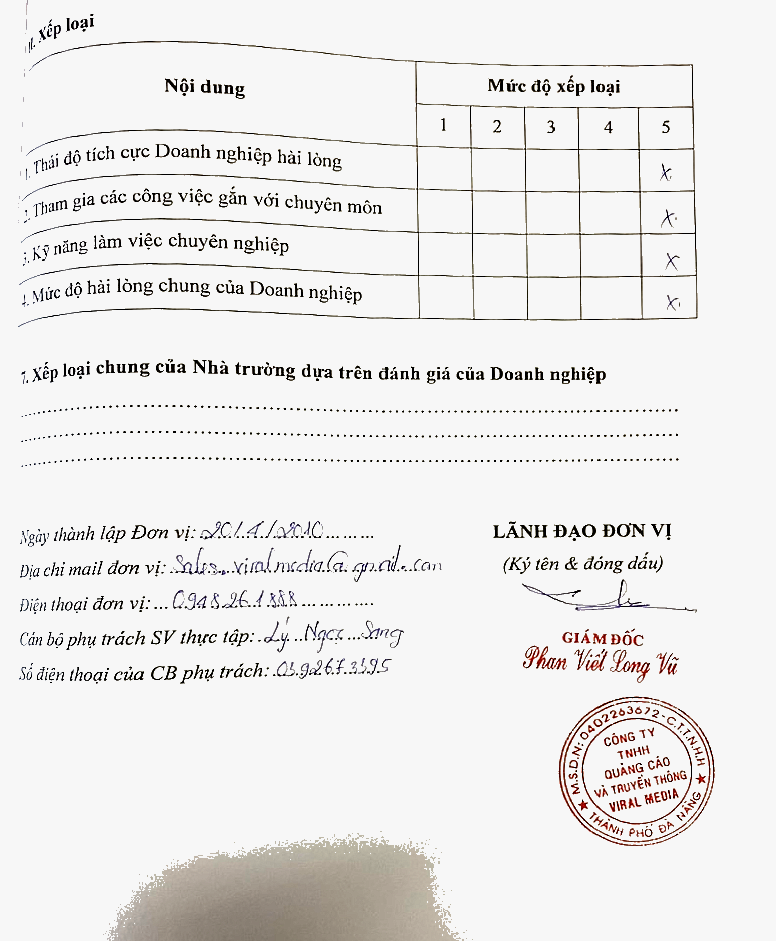 II. Xếp loại
Nội dung Mức độ xếp loại
1 2 3 4 5
1. Thái độ tích cực Doanh nghiệp hài lòng X
2. Tham gia các công việc gắn với chuyên môn X
3. Kỹ năng làm việc chuyên nghiệp X
4. Mức độ hài lòng chung của Doanh nghiệp X
7. Xếp loại chung của Nhà trường dựa trên đánh giá của Doanh nghiệp
Ngày thành lập Đơn vị: 20/4/2010
Địa chỉ mail đơn vị: Sales.viralmedia@gmail.com
Điện thoại đơn vị: 0948.261.888
Cán bộ phụ trách SV thực tập: Lý Ngọc Sang
Số điện thoại của CB phụ trách: 0392673595
LÃNH ĐẠO ĐƠN VỊ
(Ký tên & đóng dấu)
GIÁM ĐỐC
Phan Viết Long Vũ
M.S.D.N: 0402263672-C.T.T.N.H.H
CÔNG TY
TNHH
QUẢNG CÁO
VÀ TRUYỀN THÔNG
VIRAL MEDIA
THÀNH PHỐ ĐÀ NẴNG